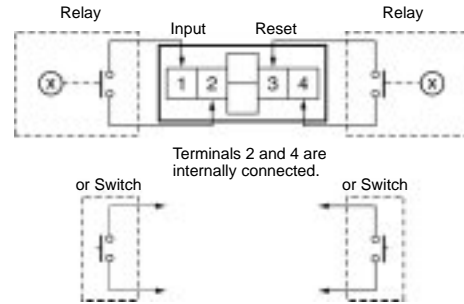 Relay
Relay
Input
Reset
X
1
2
3
4
X
Terminals 2 and 4 are
internally connected.
or Switch
or Switch